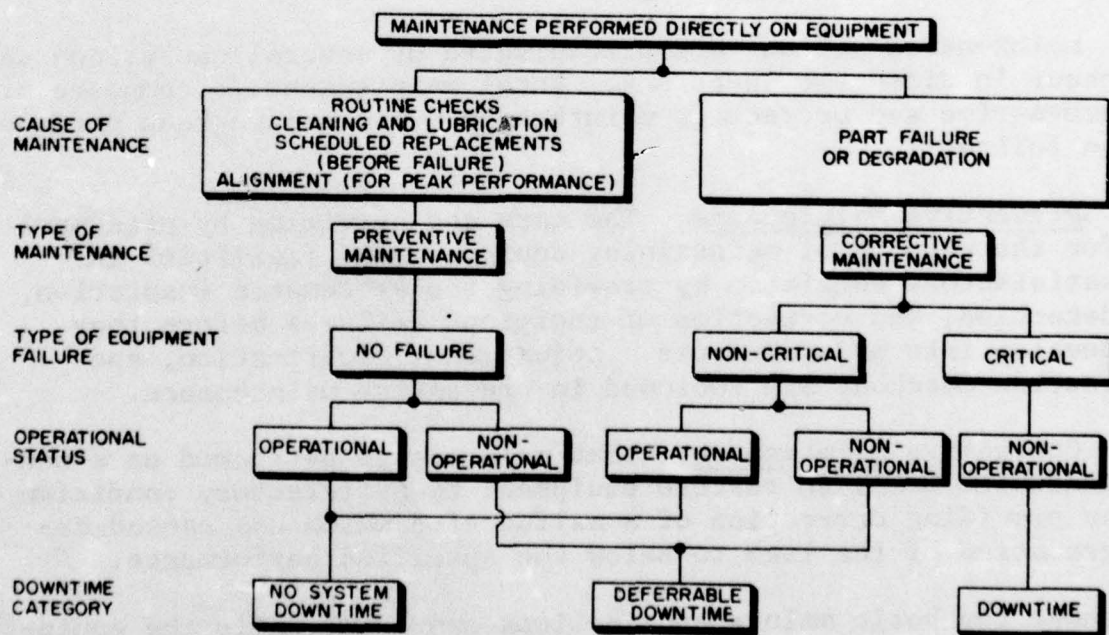 MAINTENANCE PERFORMED DIRECTLY ON EQUIPMENT
CAUSE OF
MAINTENANCE
ROUTINE CHECKS
CLEANING AND LUBRICATION
SCHEDULED REPLACEMENTS
(BEFORE FAILURE)
ALIGNMENT (FOR PEAK PERFORMANCE)
PART FAILURE
OR DEGRADATION
TYPE OF
MAINTENANCE
PREVENTIVE
MAINTENANCE
CORRECTIVE
MAINTENANCE
TYPE OF EQUIPMENT
FAILURE
NO FAILURE
NON-CRITICAL
CRITICAL
OPERATIONAL
STATUS
OPERATIONAL
NON-
OPERATIONAL
OPERATIONAL
NON-
OPERATIONAL
NON-
OPERATIONAL
DOWNTIME
CATEGORY
NO SYSTEM
DOWNTIME
DEFERRABLE
DOWNTIME
DOWNTIME